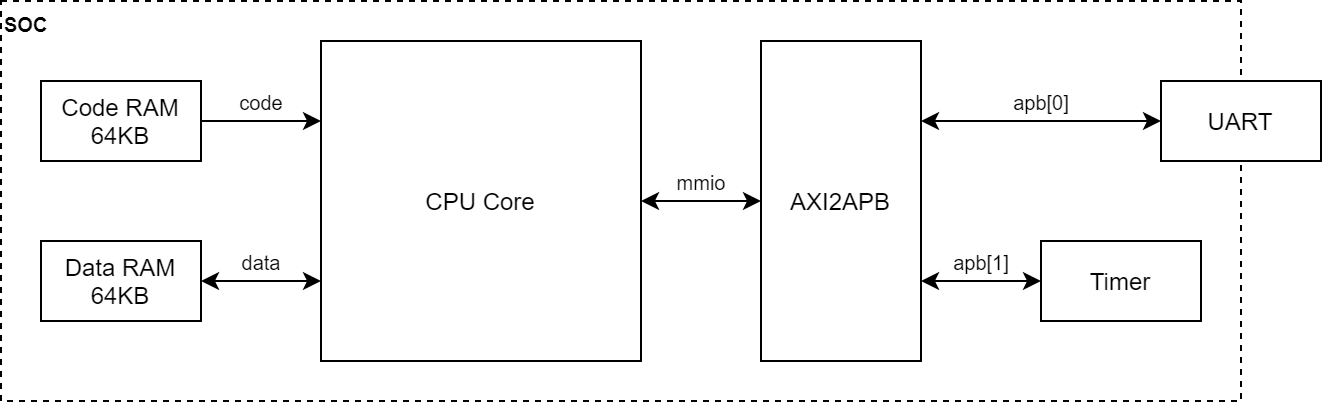 SOC
Code RAM
64KB
code
CPU Core
mmio
AXI2APB
apb[0]
UART
Data RAM
64KB
data
apb[1]
Timer